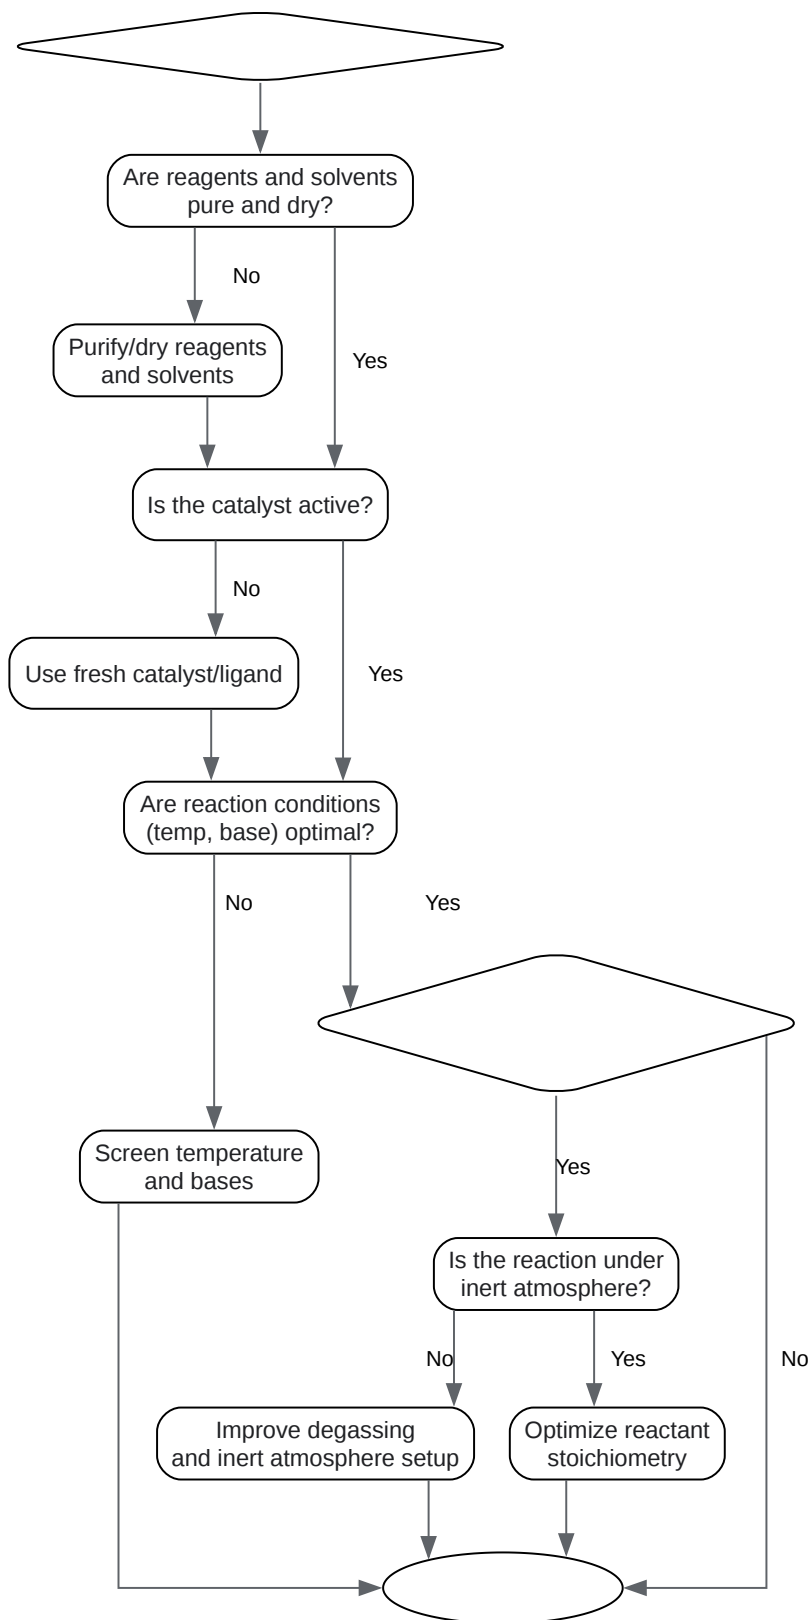 Are reagents and solvents
pure and dry?
No
Purify/dry reagents
and solvents
Yes
Is the catalyst active?
No
Use fresh catalyst/ligand
Yes
Are reaction conditions
(temp, base) optimal?
No
Yes
Screen temperature
and bases
Yes
Is the reaction under
inert atmosphere?
No
Yes
No
Improve degassing
and inert atmosphere setup
Optimize reactant
stoichiometry